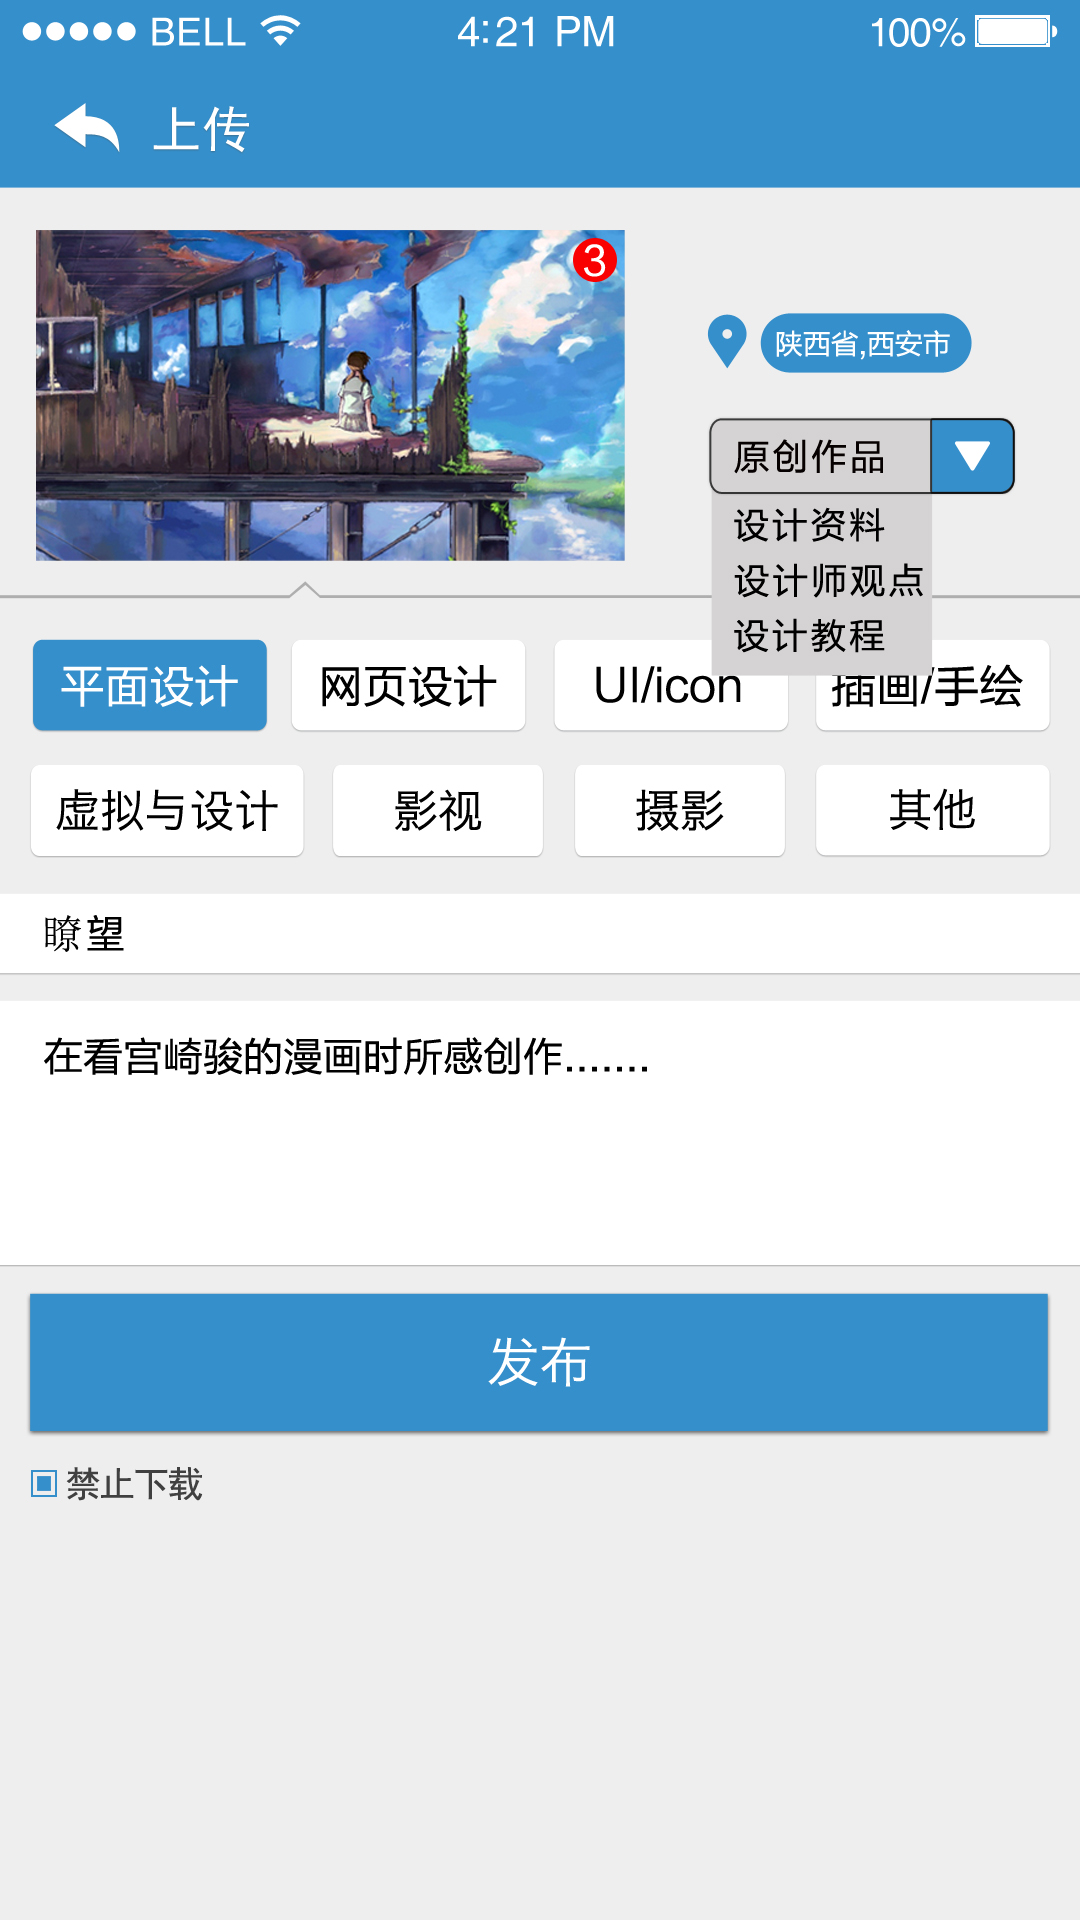 BELL 4:21 PM 100%
上传
3
陕西省,西安市
原创作品
设计资料
设计师观点
设计教程
平面设计 网页设计 UI/icon 插画/手绘
虚拟与设计 影视 摄影 其他
瞭望
在看宫崎骏的漫画时所感创作.......
发布
禁止下载